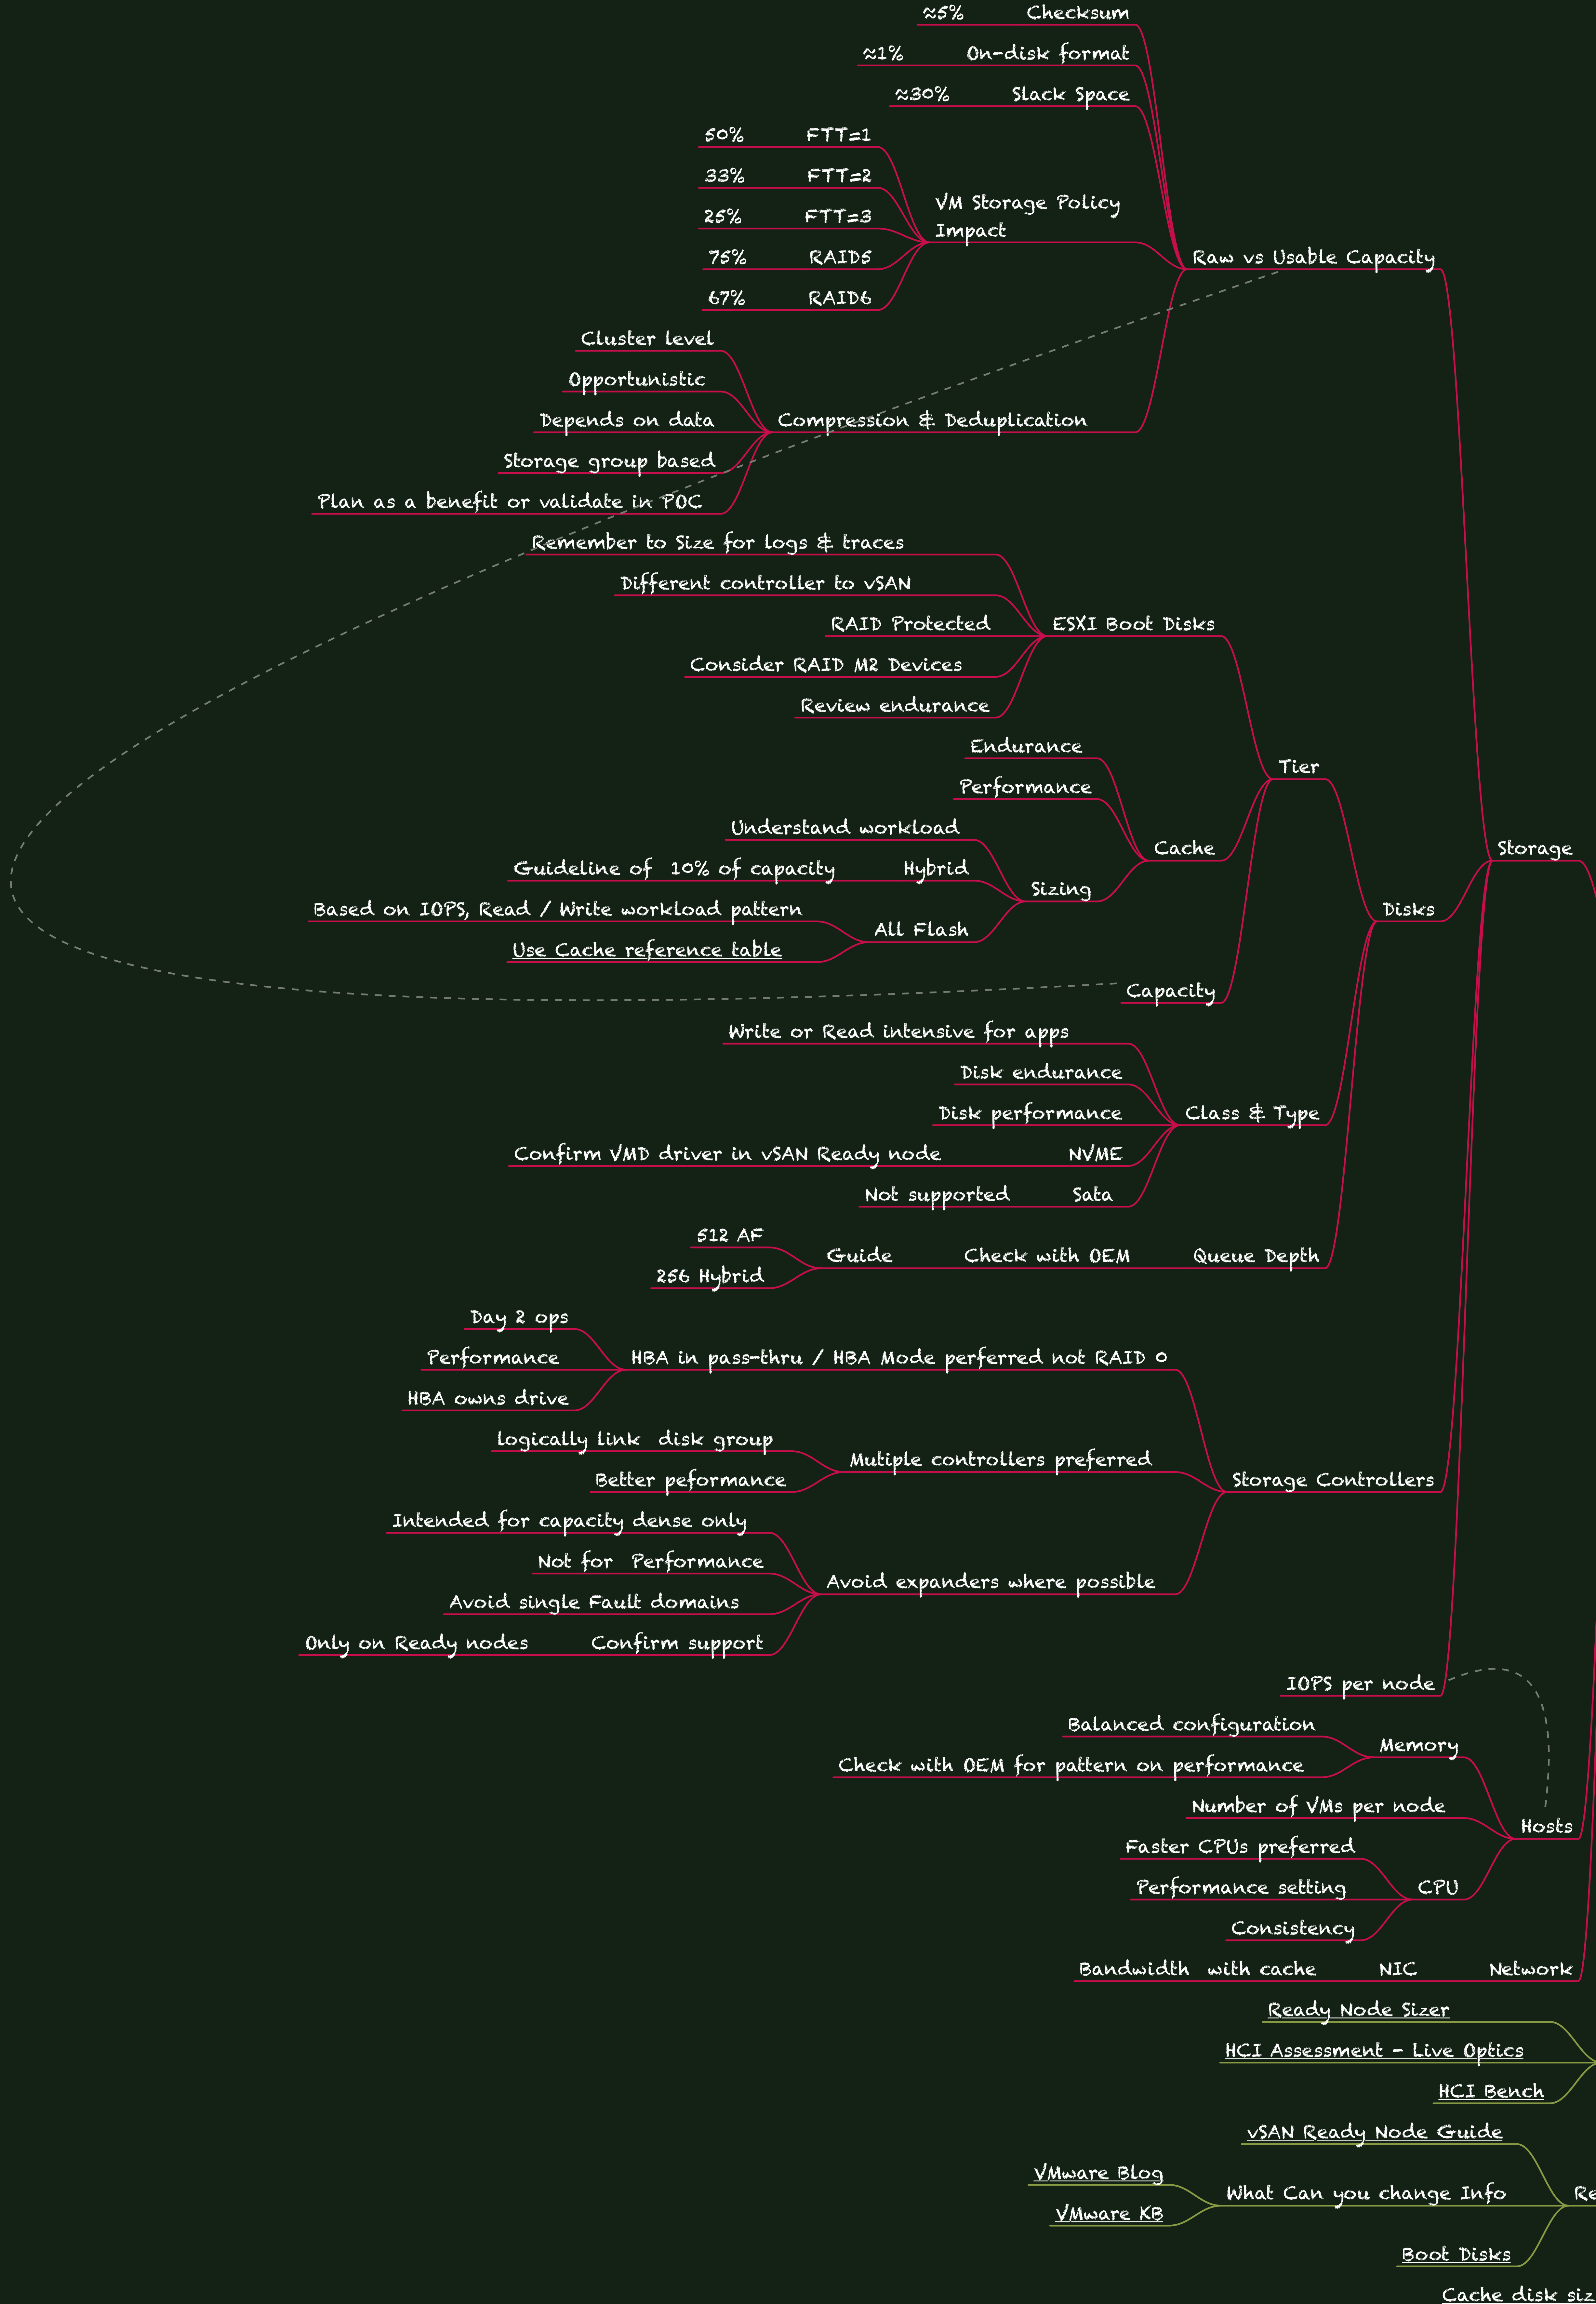 ≈5% Checksum
≈1% On-disk format
≈30% Slack Space
50% FTT=1
33% FTT=2
VM Storage Policy
Impact
25% FTT=3
75% RAID5
67% RAID6
Raw vs Usable Capacity
Cluster level
Opportunistic
Depends on data
Compression & Deduplication
Storage group based
Plan as a benefit or validate in POC
Remember to Size for logs & traces
Different controller to vSAN
RAID Protected
ESXI Boot Disks
Consider RAID M2 Devices
Review endurance
Endurance
Tier
Performance
Understand workload
Cache
Storage
Guideline of 10% of capacity Hybrid
Sizing
Based on IOPS, Read / Write workload pattern
Disks
All Flash
Use Cache reference table
Capacity
Write or Read intensive for apps
Disk endurance
Disk performance
Class & Type
Confirm VMD driver in vSAN Ready node NVME
Not supported Sata
512 AF
Guide Check with OEM Queue Depth
256 Hybrid
Day 2 ops
Performance
HBA in pass-thru / HBA Mode perferred not RAID 0
HBA owns drive
logically link disk group
Mutiple controllers preferred
Better peformance
Storage Controllers
Intended for capacity dense only
Not for Performance
Avoid expanders where possible
Avoid single Fault domains
Only on Ready nodes Confirm support
IOPS per node
Balanced configuration
Memory
Check with OEM for pattern on performance
Number of VMs per node
Hosts
Faster CPUs preferred
Performance setting
CPU
Consistency
Bandwidth with cache NIC Network
Ready Node Sizer
HCI Assessment - Live Optics
HCI Bench
vSAN Ready Node Guide
VMware Blog
What Can you change Info
Re
VMware KB
Boot Disks
Cache disk siz